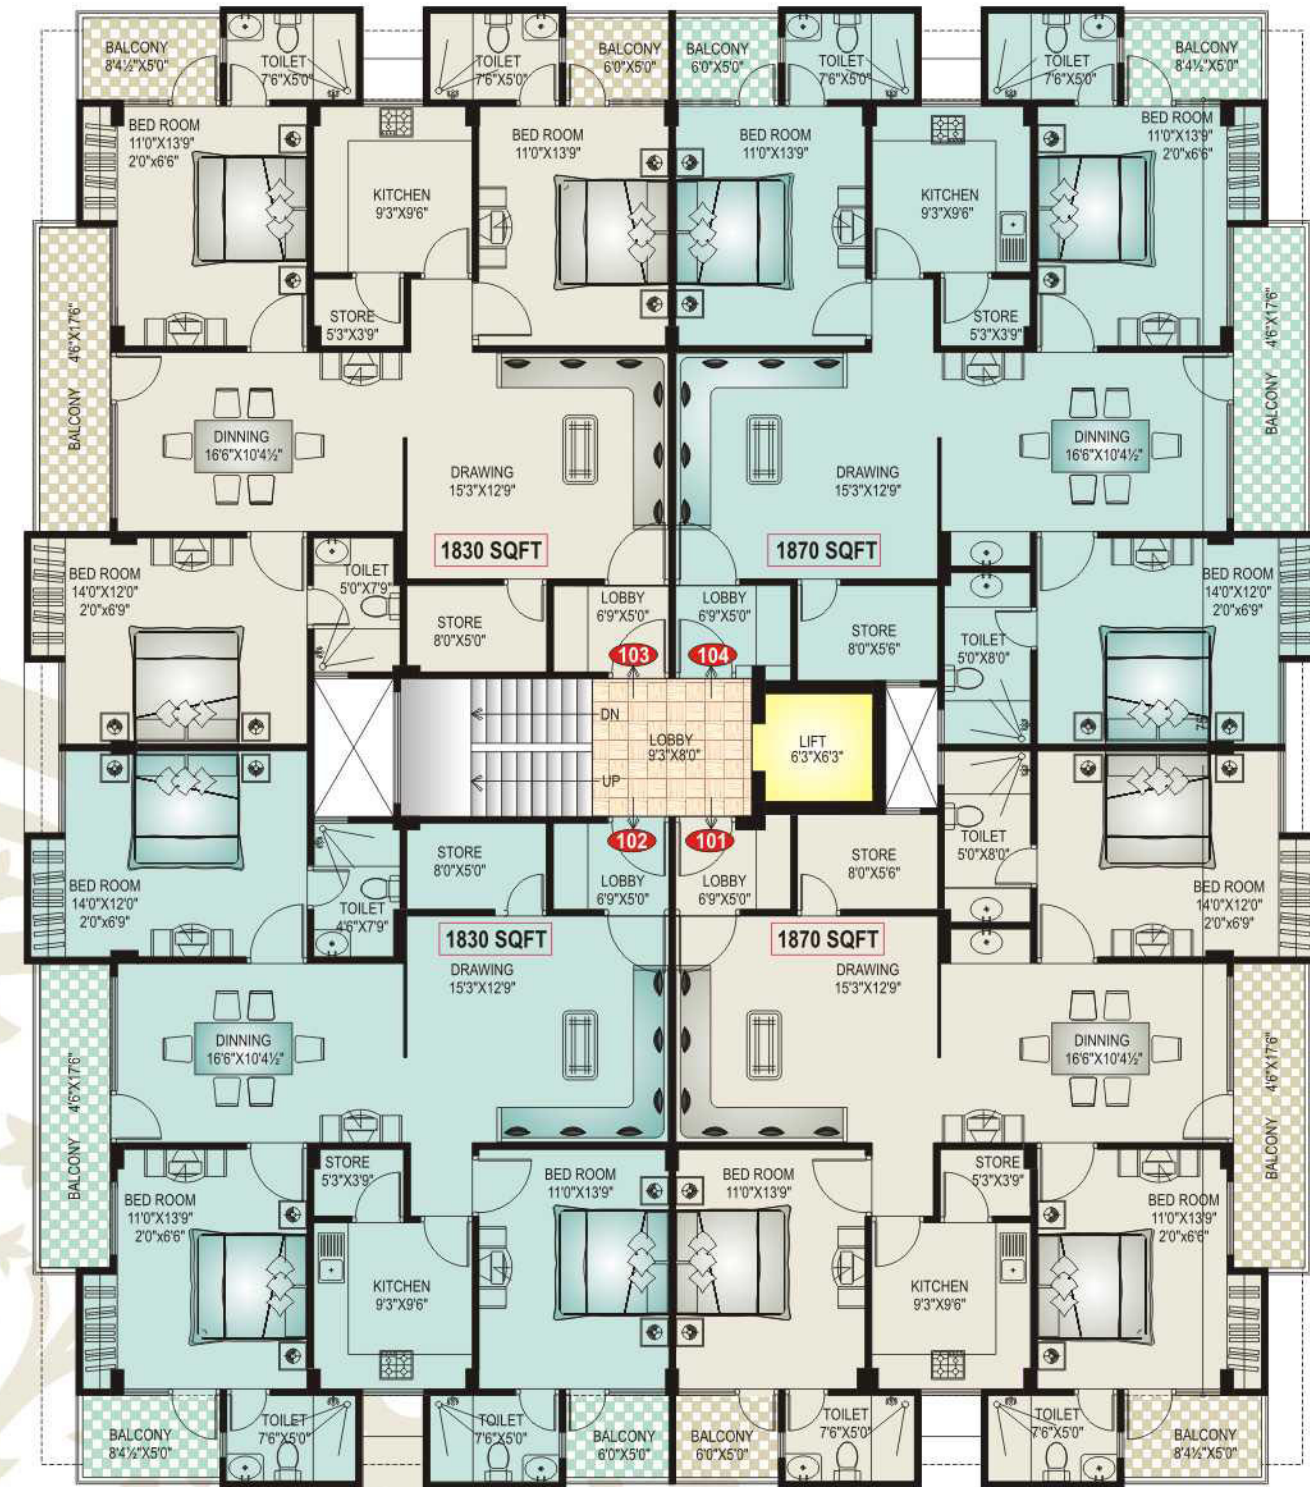 BALCONY
8'4½"X5'0"
TOILET
7'6"X5'0"
TOILET
7'6"X5'0"
BALCONY
6'0"X5'0"
BALCONY
6'0"X5'0"
TOILET
7'6"X5'0"
TOILET
7'6"X5'0"
BALCONY
8'4½"X5'0"
BED ROOM
11'0"X13'9"
2'0"x6'6"
KITCHEN
9'3"X9'6"
BED ROOM
11'0"X13'9"
BED ROOM
11'0"X13'9"
KITCHEN
9'3"X9'6"
BED ROOM
11'0"X13'9"
2'0"x6'6"
STORE
5'3"X3'9"
STORE
5'3"X3'9"
BALCONY 4'6"X17'6"
BALCONY 4'6"X17'6"
DINNING
16'6"X10'4½"
DRAWING
15'3"X12'9"
DRAWING
15'3"X12'9"
DINNING
16'6"X10'4½"
1830 SQFT
1870 SQFT
BED ROOM
14'0"X12'0"
2'0"x6'9"
TOILET
5'0"X7'9"
STORE
8'0"X5'0"
LOBBY
6'9"X5'0"
LOBBY
6'9"X5'0"
STORE
8'0"X5'6"
TOILET
5'0"X8'0"
BED ROOM
14'0"X12'0"
2'0"x6'9"
103
104
DN
UP
LOBBY
9'3"X8'0"
LIFT
6'3"X6'3"
102
101
BED ROOM
14'0"X12'0"
2'0"x6'9"
TOILET
4'6"X7'9"
STORE
8'0"X5'0"
LOBBY
6'9"X5'0"
LOBBY
6'9"X5'0"
STORE
8'0"X5'6"
TOILET
5'0"X8'0"
BED ROOM
14'0"X12'0"
2'0"x6'9"
1830 SQFT
1870 SQFT
DRAWING
15'3"X12'9"
DRAWING
15'3"X12'9"
DINNING
16'6"X10'4½"
DINNING
16'6"X10'4½"
BALCONY 4'6"X17'6"
BALCONY 4'6"X17'6"
STORE
5'3"X3'9"
STORE
5'3"X3'9"
BED ROOM
11'0"X13'9"
2'0"x6'6"
KITCHEN
9'3"X9'6"
BED ROOM
11'0"X13'9"
BED ROOM
11'0"X13'9"
KITCHEN
9'3"X9'6"
BED ROOM
11'0"X13'9"
2'0"x6'6"
BALCONY
8'4½"X5'0"
TOILET
7'6"X5'0"
TOILET
7'6"X5'0"
BALCONY
6'0"X5'0"
BALCONY
6'0"X5'0"
TOILET
7'6"X5'0"
TOILET
7'6"X5'0"
BALCONY
8'4½"X5'0"